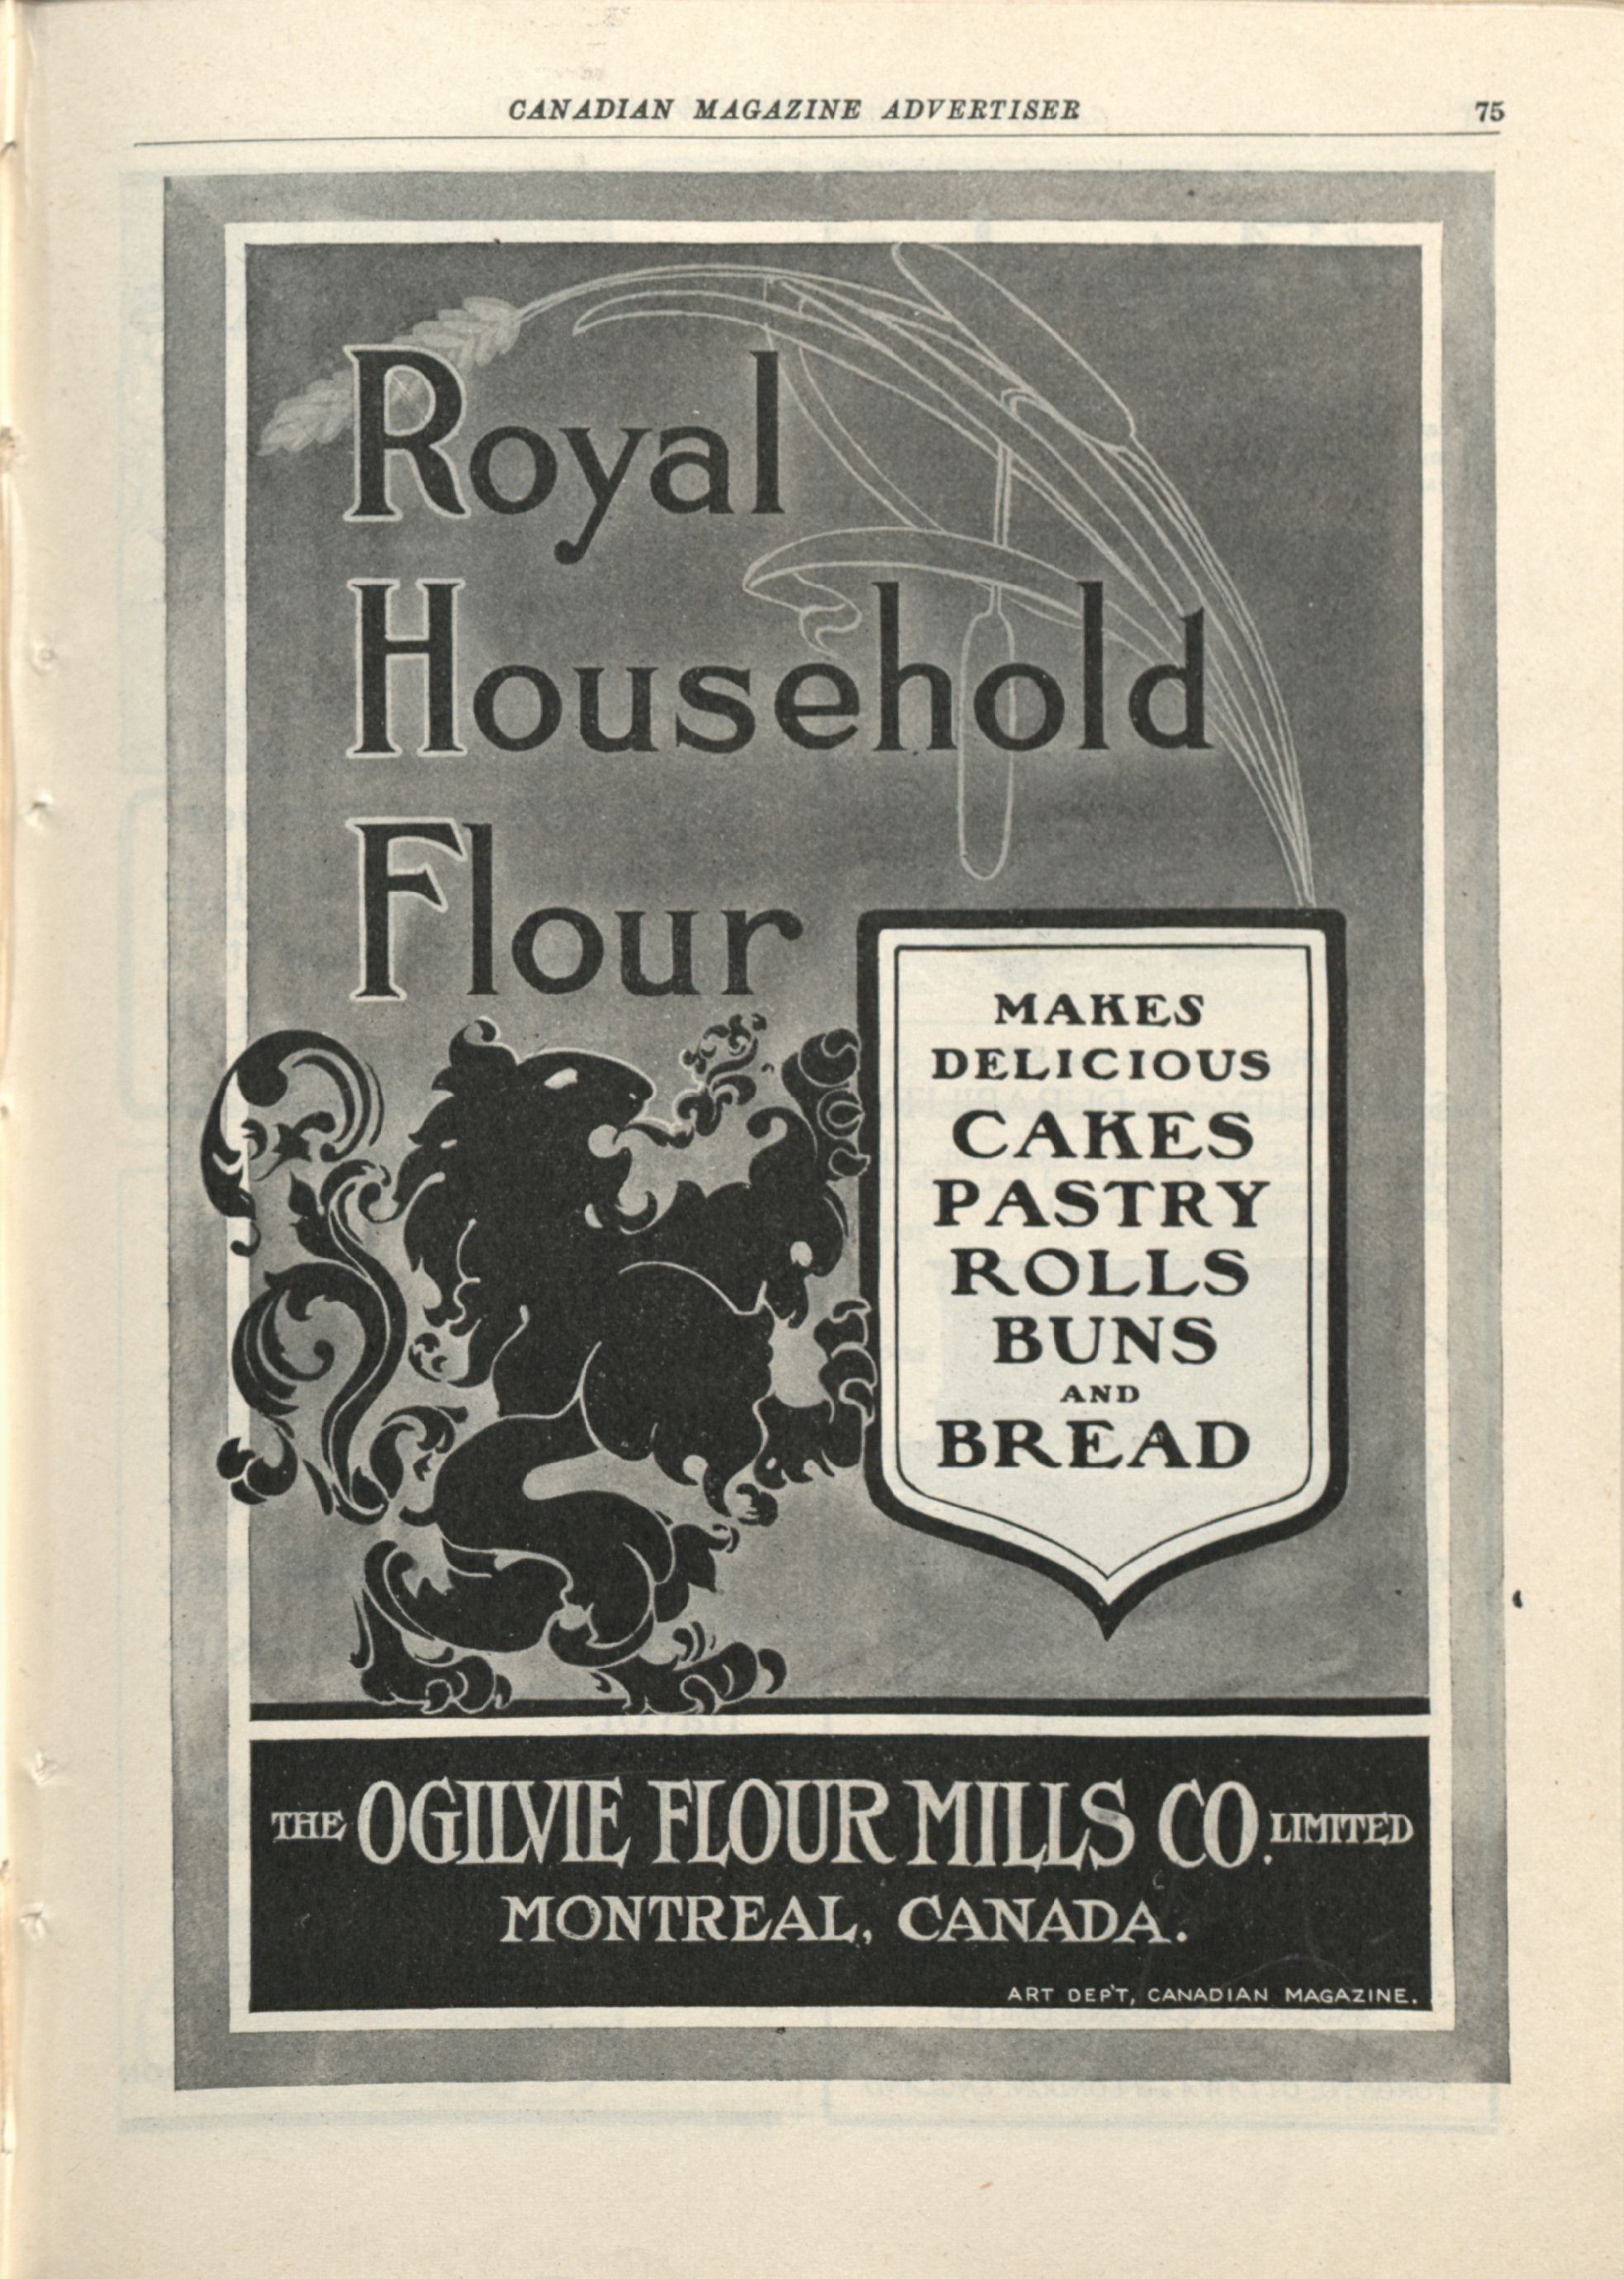 CANADIAN MAGAZINE ADVERTISER 75
Royal
Household
Flour
MAKES
DELICIOUS
CAKES
PASTRY
ROLLS
BUNS
AND
BREAD
THE OGILVIE FLOUR MILLS CO. LIMITED
MONTREAL, CANADA.
ART DEP'T, CANADIAN MAGAZINE.